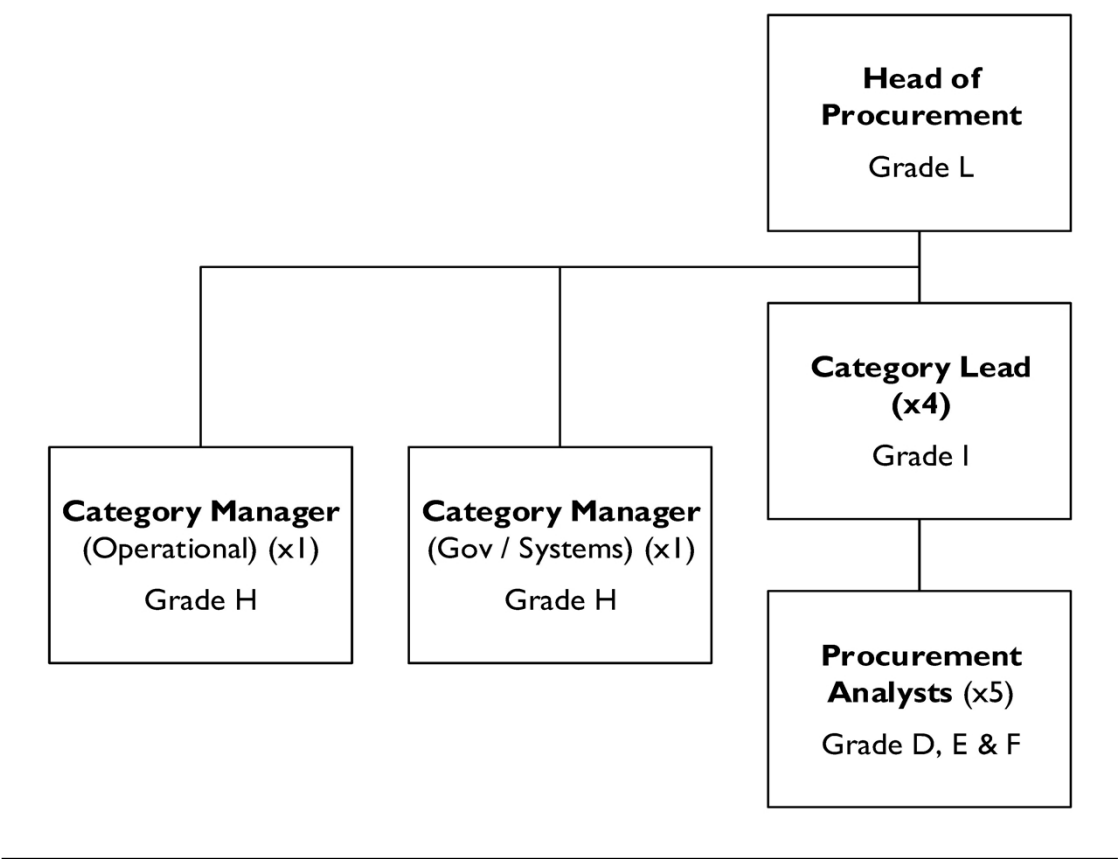 Head of
Procurement
Grade L
Category Lead
(x4)
Grade I
Category Manager
(Operational) (x1)
Grade H
Category Manager
(Gov / Systems) (x1)
Grade H
Procurement
Analysts (x5)
Grade D, E & F